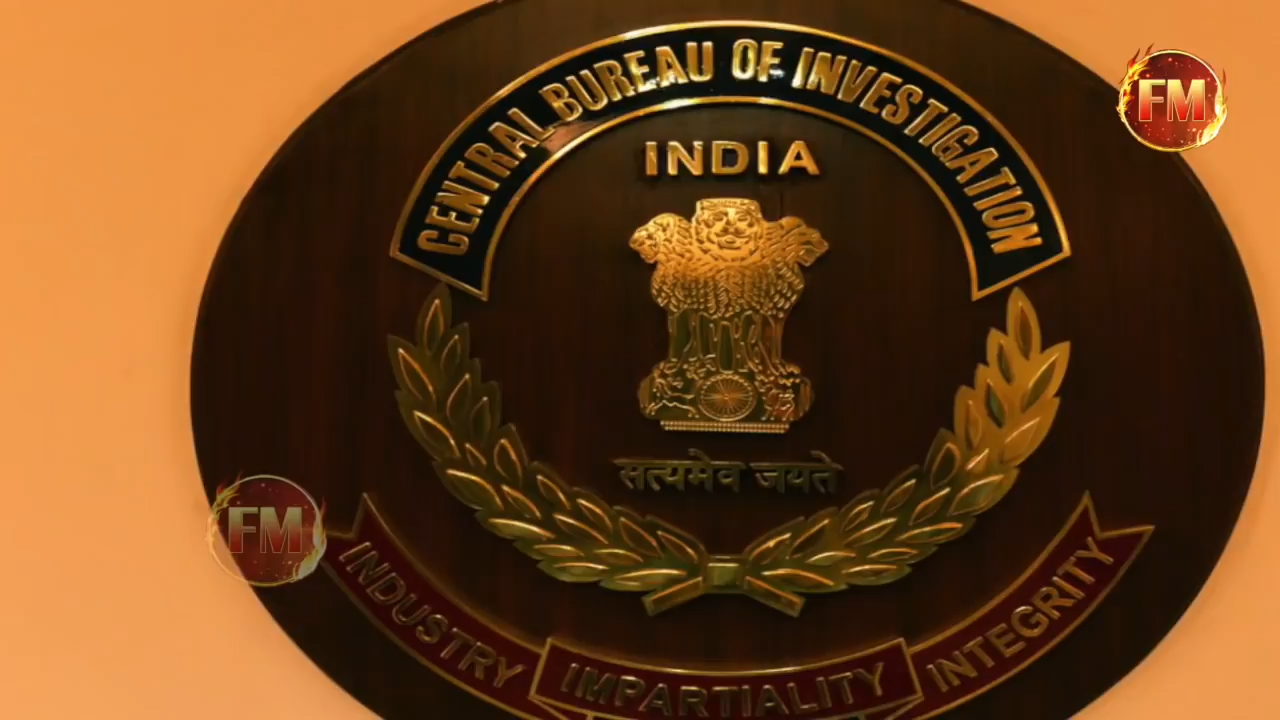 CENTRAL BUREAU OF INVESTIGATION
FM
INDIA
सत्यमेव जयते
FM
INDUSTRY
IMPARTIALITY
INTEGRITY